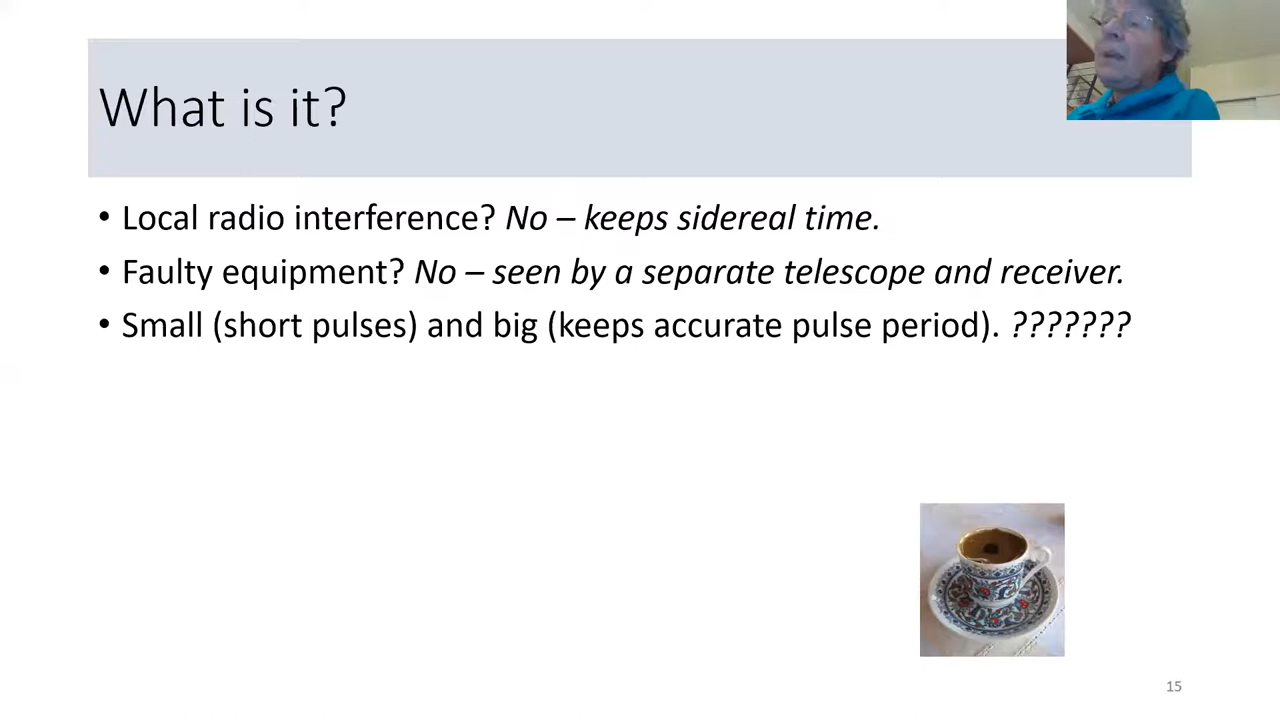 What is it?
• Local radio interference? No – keeps sidereal time.
• Faulty equipment? No – seen by a separate telescope and receiver.
• Small (short pulses) and big (keeps accurate pulse period). ???????
15